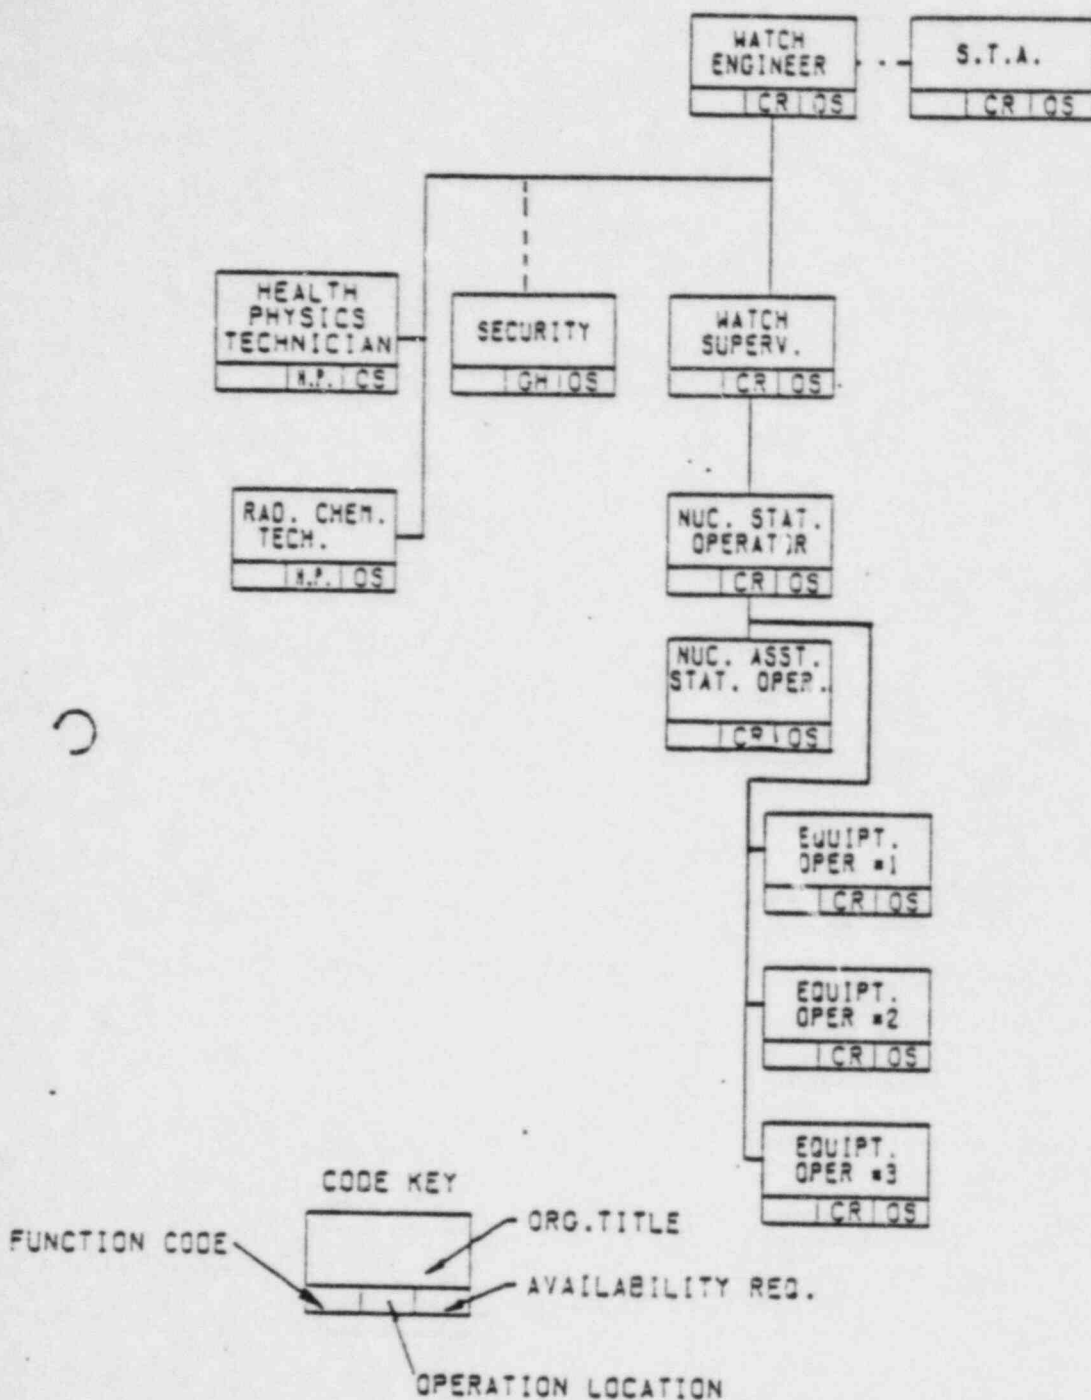 WATCH
ENGINEER
CR OS
S.T.A.
CR OS
HEALTH
PHYSICS
TECHNICIAN
H.P. CS
SECURITY
GH OS
WATCH
SUPERV.
CR OS
RAD. CHEM.
TECH.
H.P. OS
NUC. STAT.
OPERATOR
CR OS
NUC. ASST.
STAT. OPER.
CR OS
EQUIPT.
OPER #1
CR OS
EQUIPT.
OPER #2
CR OS
EQUIPT.
OPER #3
CR OS
CODE KEY
FUNCTION CODE
ORG.TITLE
AVAILABILITY REQ.
OPERATION LOCATION